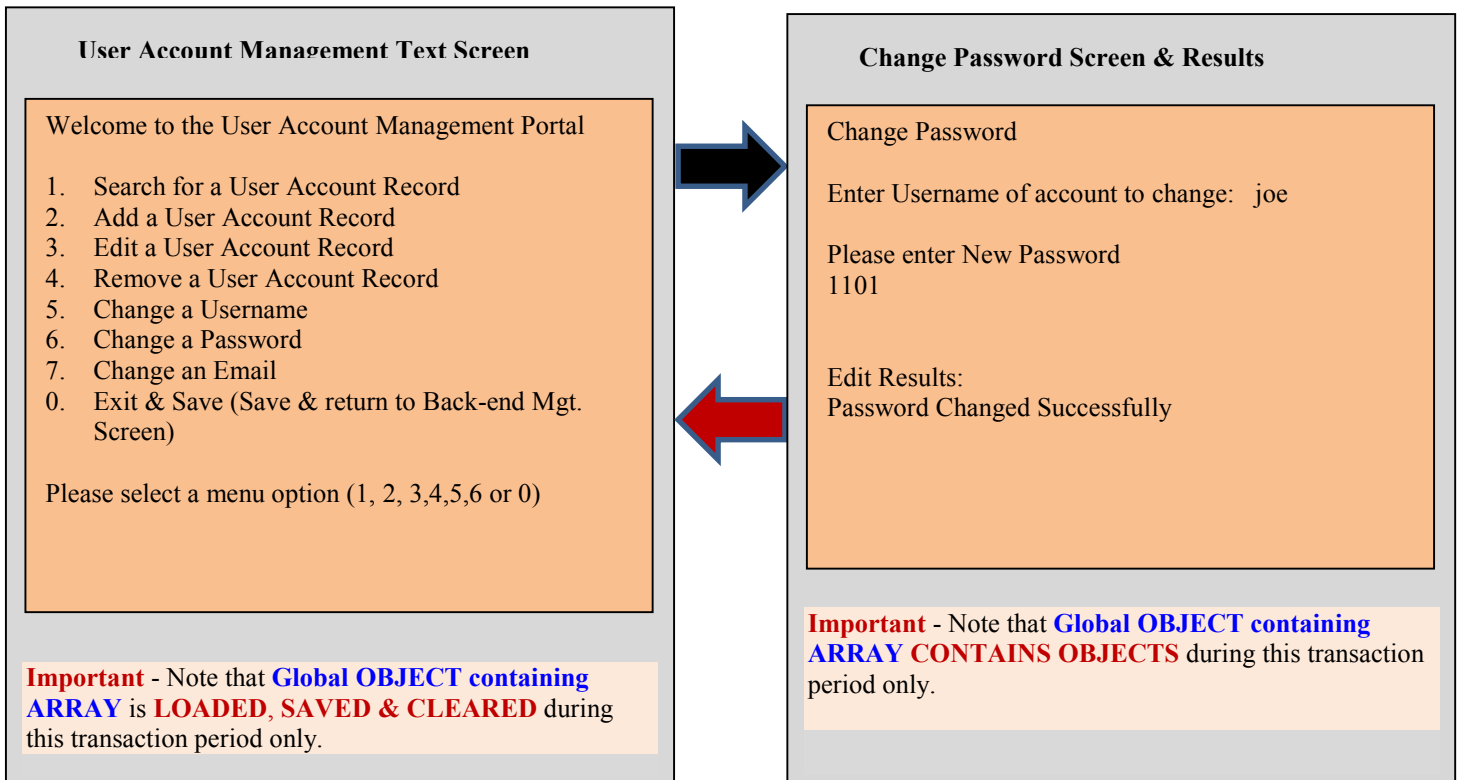 User Account Management Text Screen
Welcome to the User Account Management Portal
1. Search for a User Account Record
2. Add a User Account Record
3. Edit a User Account Record
4. Remove a User Account Record
5. Change a Username
6. Change a Password
7. Change an Email
0. Exit & Save (Save & return to Back-end Mgt.
Screen)
Please select a menu option (1, 2, 3,4,5,6 or 0)
Important - Note that Global OBJECT containing
ARRAY is LOADED, SAVED & CLEARED during
this transaction period only.
Change Password Screen & Results
Change Password
Enter Username of account to change: joe
Please enter New Password
1101
Edit Results:
Password Changed Successfully
Important - Note that Global OBJECT containing
ARRAY CONTAINS OBJECTS during this transaction
period only.